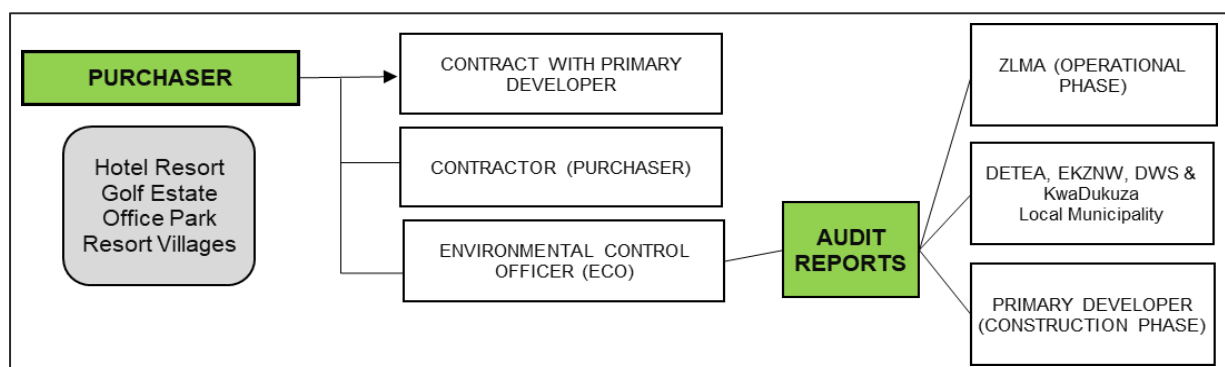 PURCHASER
Hotel Resort
Golf Estate
Office Park
Resort Villages
CONTRACT WITH PRIMARY
DEVELOPER
CONTRACTOR (PURCHASER)
ENVIRONMENTAL CONTROL
OFFICER (ECO)
AUDIT
REPORTS
ZLMA (OPERATIONAL
PHASE)
DETEA, EKZNW, DWS &
KwaDukuza
Local Municipality
PRIMARY DEVELOPER
(CONSTRUCTION PHASE)